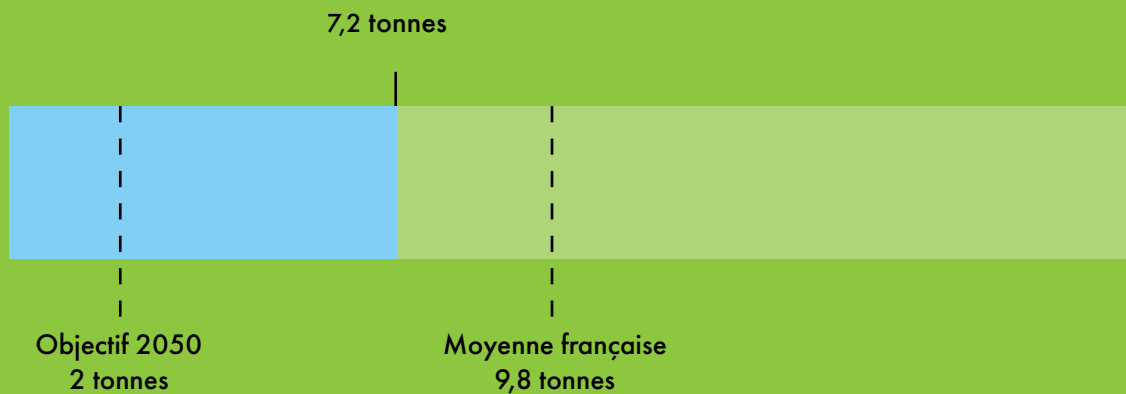 7,2 tonnes
Objectif 2050
2 tonnes
Moyenne française
9,8 tonnes